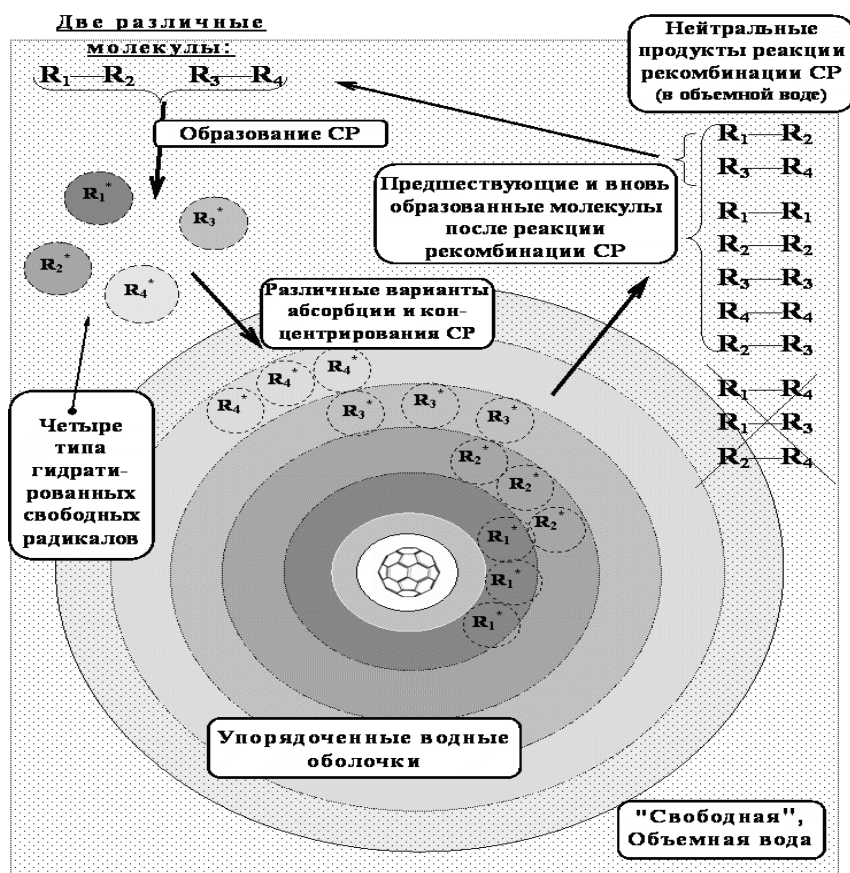 Две различные
молекулы:
R1—R2 R3—R4
Образование СР
Нейтральные
продукты реакции
рекомбинации СР
(в объемной воде)
R1—R2
R3—R4
R1—R1
R2—R2
R3—R3
R4—R4
R2—R3
R1—R4
R1—R3
R2—R4
Предшествующие и вновь
образованные молекулы
после реакции
рекомбинации СР
R1*
R3*
R2*
R4*
Различные варианты
абсорбции и кон-
центрирования СР
Четыре
типа
гидрати-
рованных
свободных
радикалов
R4*
R4*
R4*
R3*
R3*
R3*
R2*
R2*
R2*
R1*
R1*
R1*
Упорядоченные водные
оболочки
"Свободная",
Объемная вода